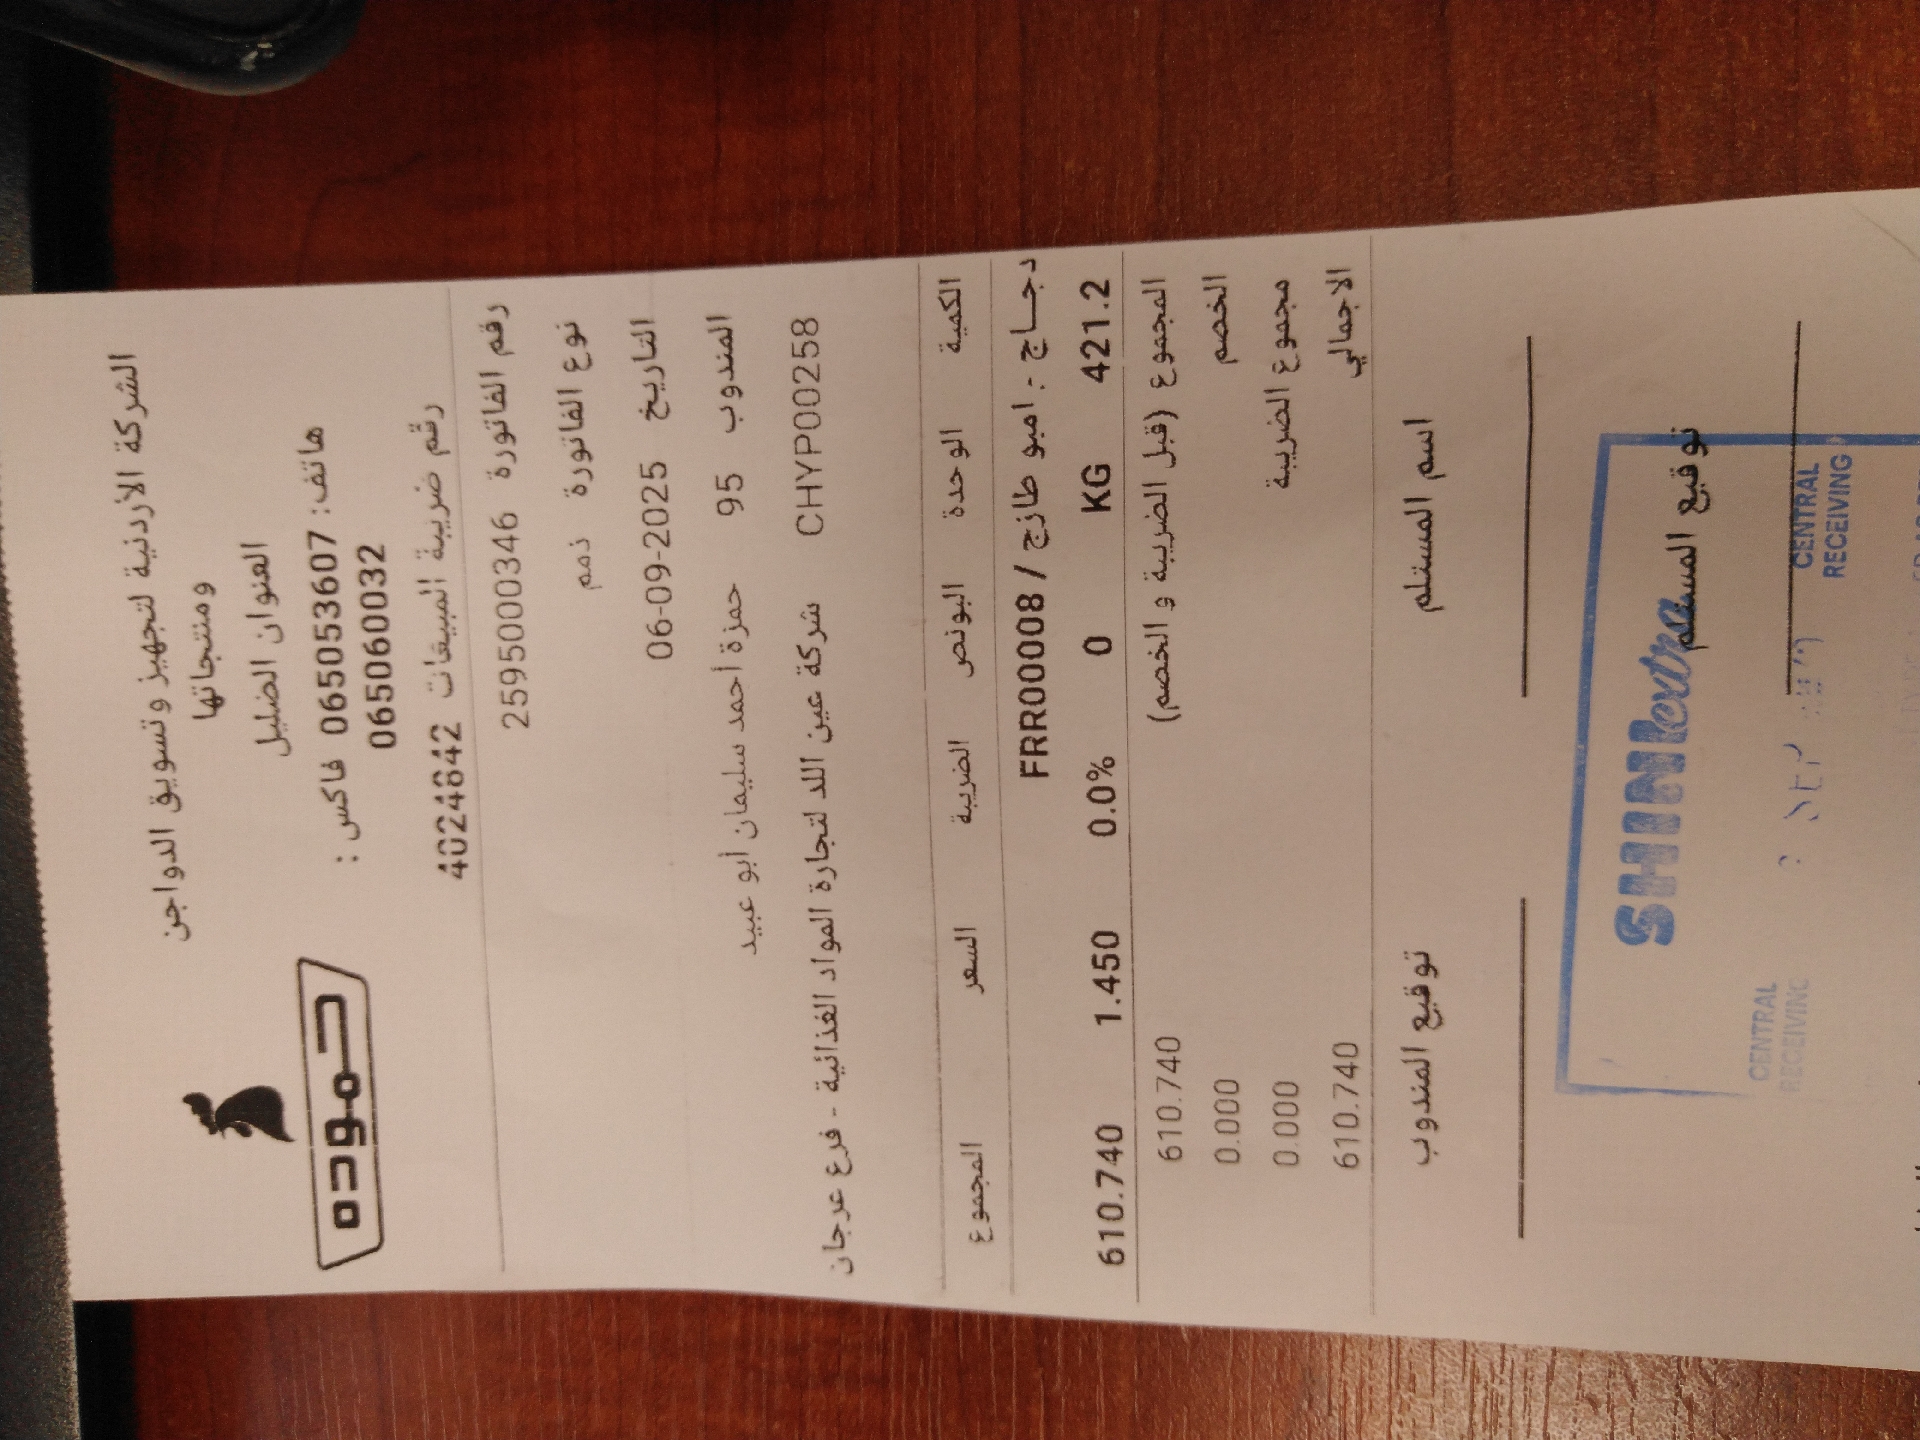 الشركة الأردنية لتجهيز وتسويق الدواجن
ومنتجاتها
العنوان الضليل
هاتف: 065053607 فاكس :
065060032
رقم ضريبة المبيعات 4024842
حموده
رقم الفاتورة 2595000346
نوع الفاتورة ذمم
التاريخ 06-09-2025
المندوب 95 حمزة أحمد سليمان أبو عبيد
CHYP00258 شركة عين اللد لتجارة المواد الغذائية - فرع عرجان
الكمية الوحدة البونص الضريبة السعر المجموع
دجاج : امبو طازج / FRR00008
421.2 KG 0 0.0% 1.450 610.740
المجموع (قبل الضريبة و الخصم) 610.740
الخصم 0.000
مجموع الضريبة 0.000
الاجمالي 610.740
اسم المستلم توقيع المندوب
توقيع المستلم
SHINI extra
CENTRAL
RECEIVING
CENTRAL
RECEIVING